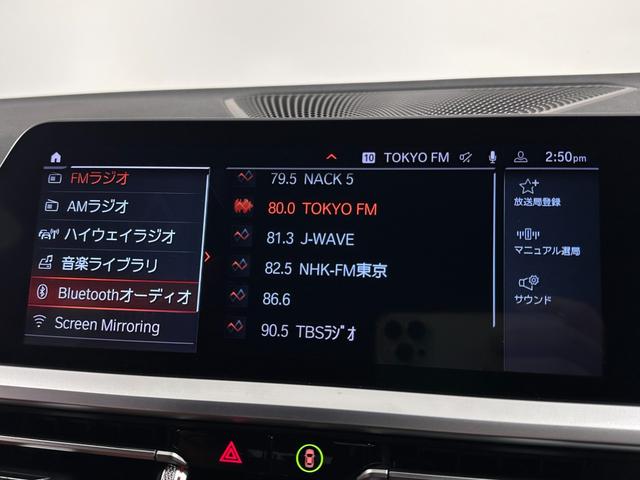 10 TOKYO FM 2:50pm
FMラジオ
AMラジオ
ハイウェイラジオ
音楽ライブラリ
Bluetoothオーディオ
Screen Mirroring
79.5 NACK 5
80.0 TOKYO FM
81.3 J-WAVE
82.5 NHK-FM東京
86.6
90.5 TBSラジオ
放送局登録
マニュアル選局
サウンド